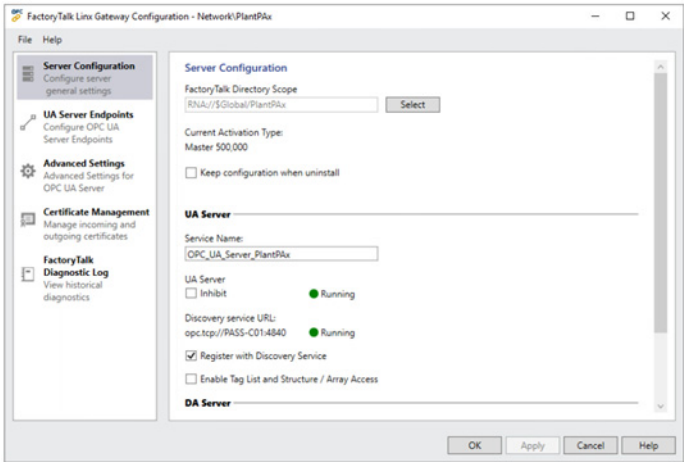 OPC
FactoryTalk Linx Gateway Configuration - Network\PlantPAx
File Help
Server Configuration
Configure server
general settings
UA Server Endpoints
Configure OPC UA
Server Endpoints
Advanced Settings
Advanced Settings for
OPC UA Server
Certificate Management
Manage incoming and
outgoing certificates
FactoryTalk
Diagnostic Log
View historical
diagnostics
Server Configuration
FactoryTalk Directory Scope
RNA://$Global/PlantPAx
Select
Current Activation Type:
Master 500,000
Keep configuration when uninstall
UA Server
Service Name:
OPC_UA_Server_PlantPAx
UA Server
Inhibit Running
Discovery service URL:
opc.tcp://PASS-C01:4840 Running
Register with Discovery Service
Enable Tag List and Structure / Array Access
DA Server
OK Apply Cancel Help